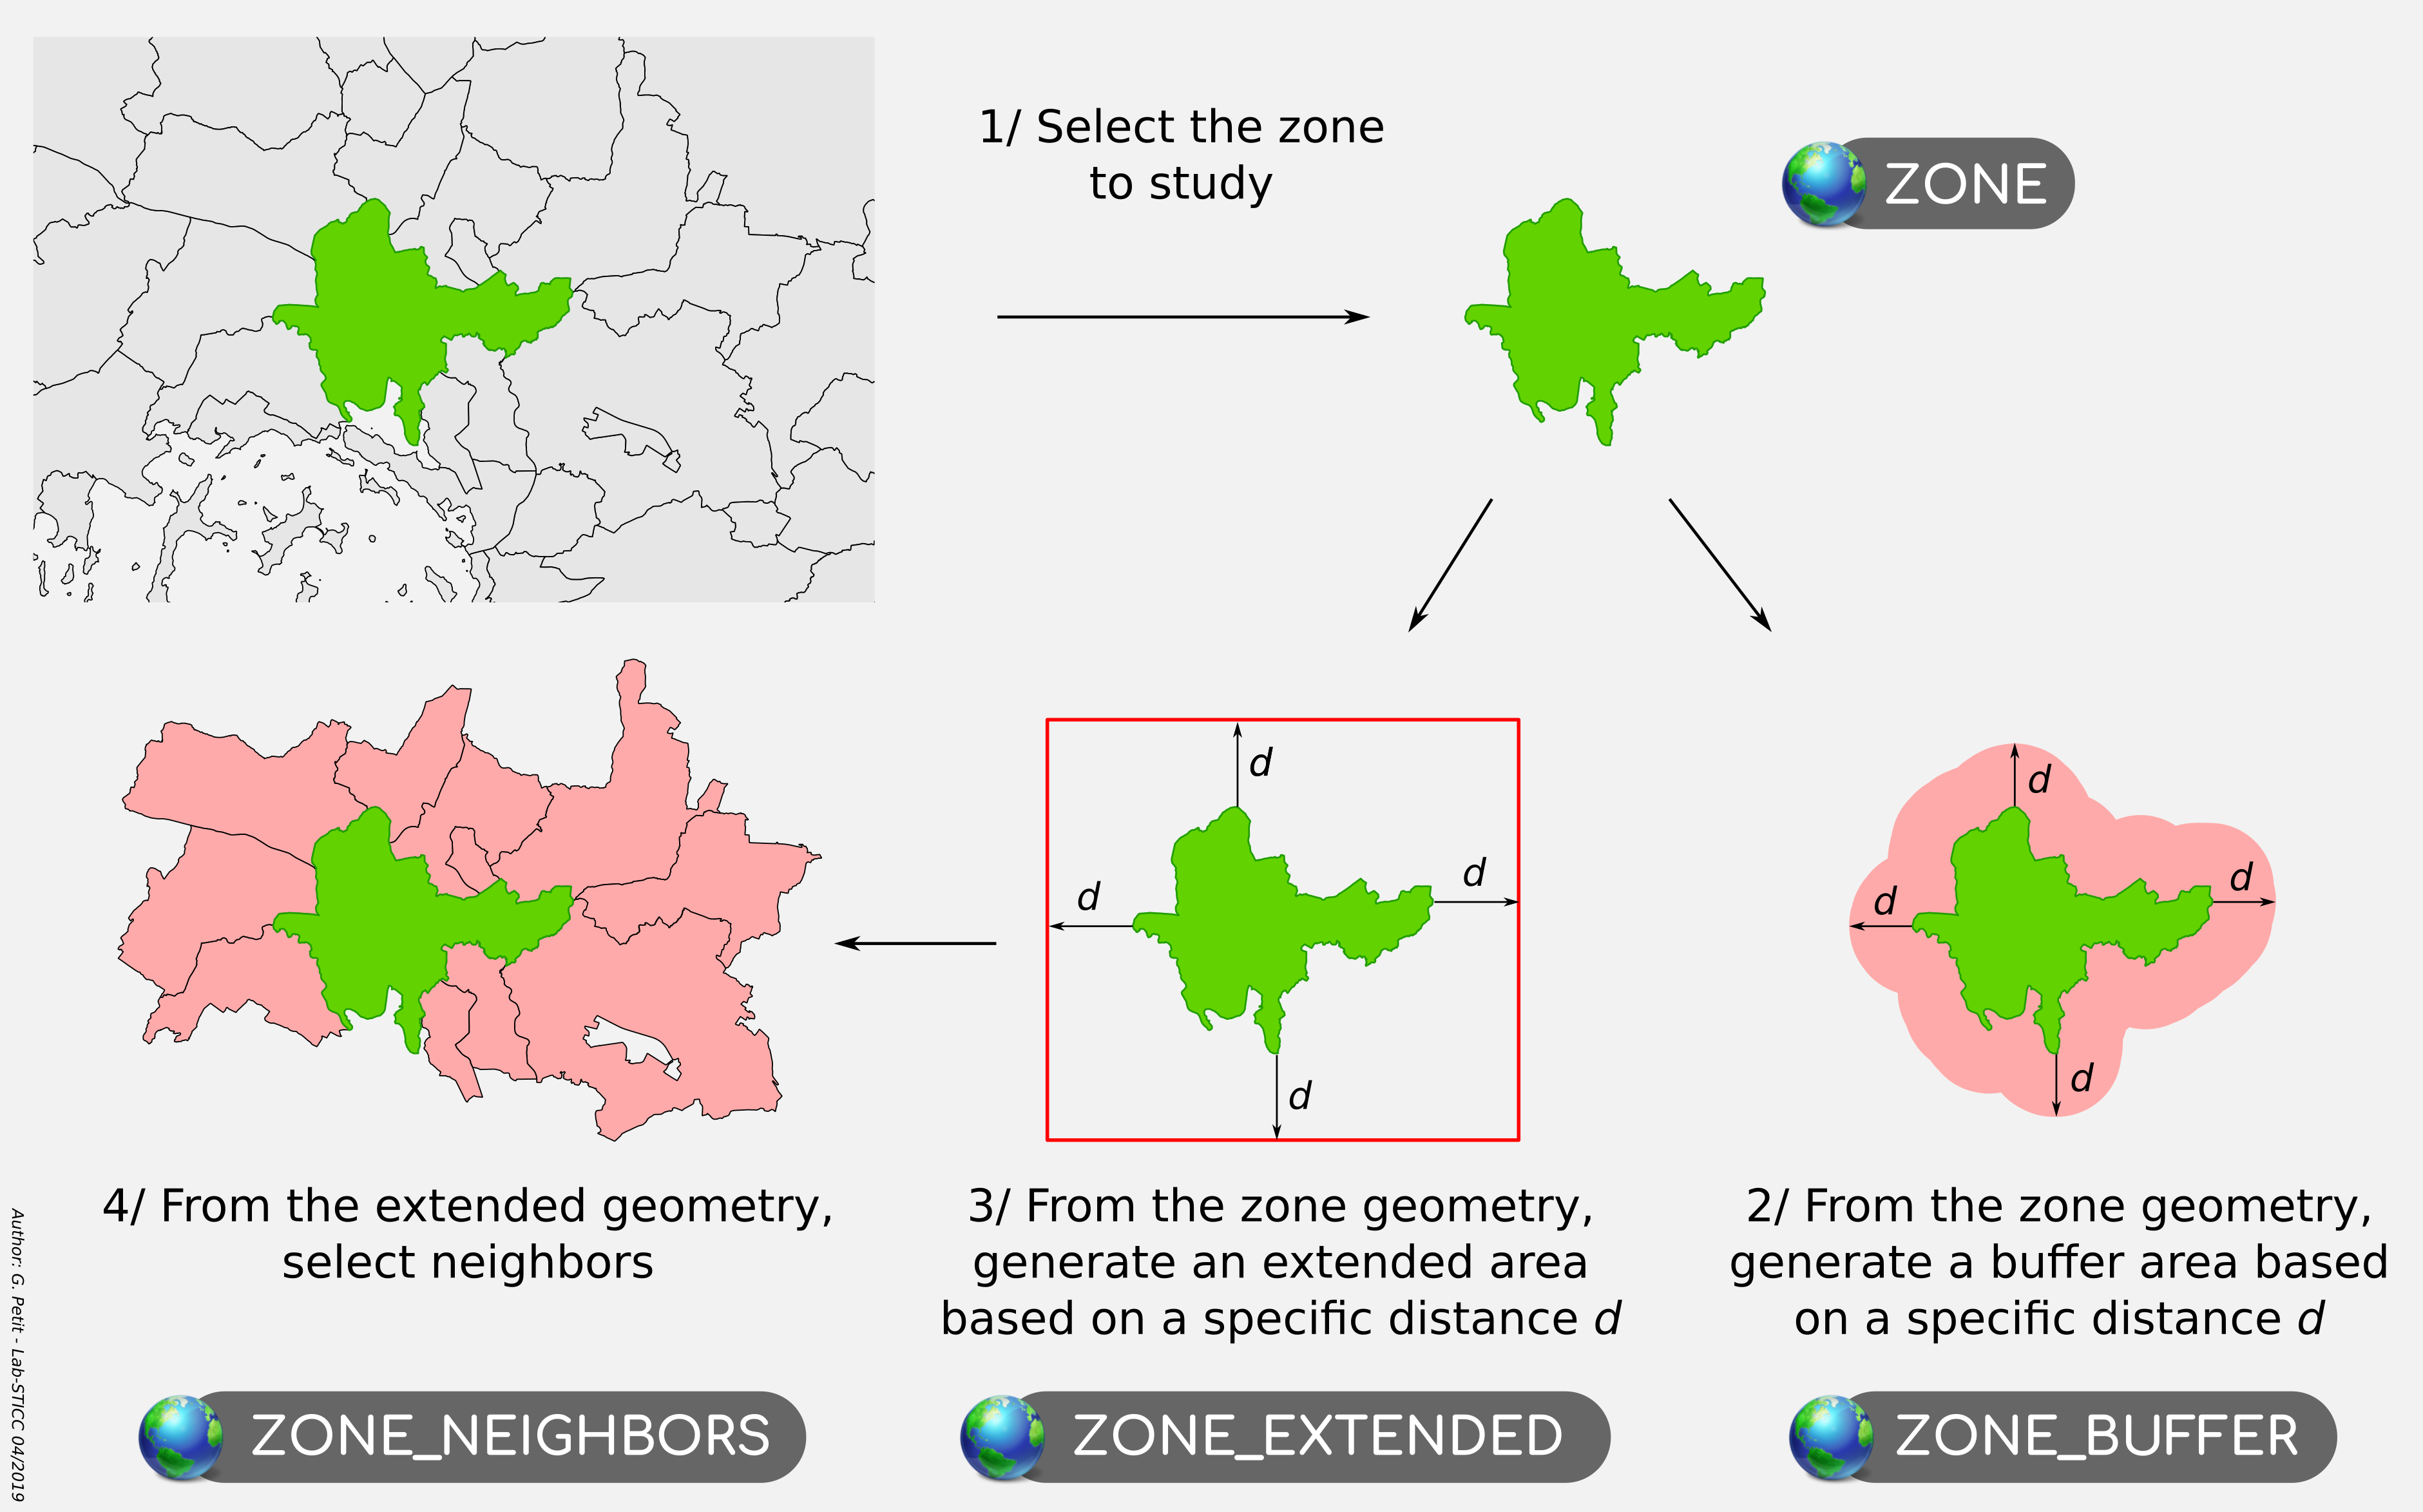 1/ Select the zone
to study
ZONE
d
d
d
d
d
d
d
d
4/ From the extended geometry,
select neighbors
3/ From the zone geometry,
generate an extended area
based on a specific distance d
2/ From the zone geometry,
generate a buffer area based
on a specific distance d
ZONE_NEIGHBORS
ZONE_EXTENDED
ZONE_BUFFER
Author: G. Petit - Lab-STICC 04/2019